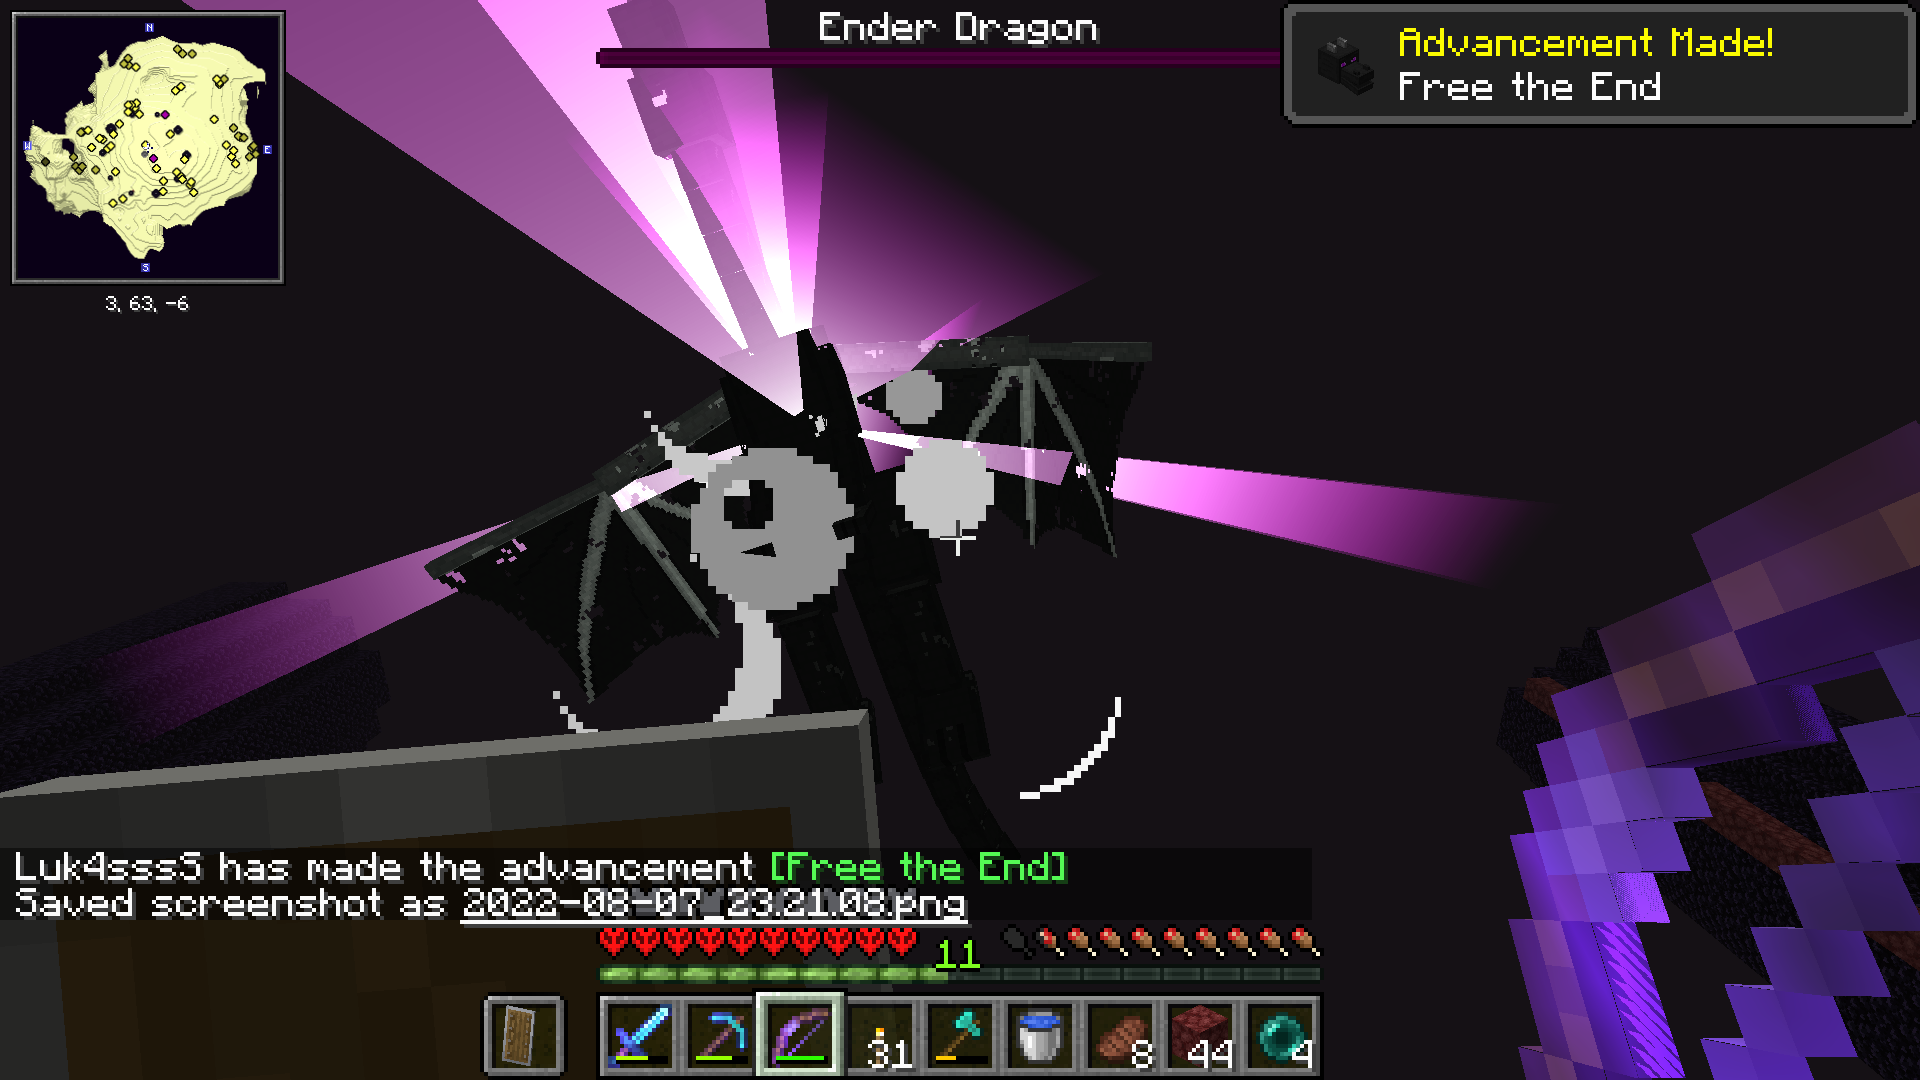 N
W
E
S
3, 63, -6
Ender Dragon
Advancement Made!
Free the End
Luk4sssS has made the advancement [Free the End]
Saved screenshot as 2022-08-07_23.21.08.png
11
31
8
44
4